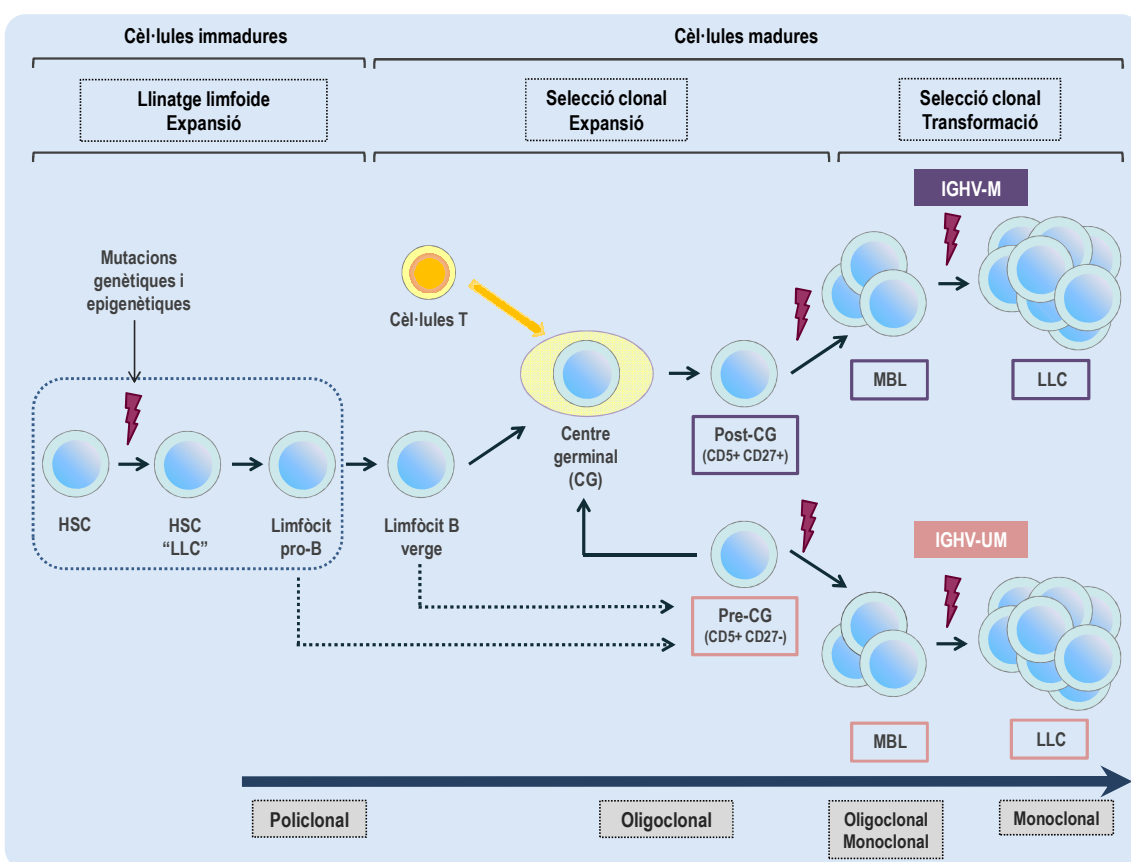 Cèl·lules immadures
Cèl·lules madures
Llinatge limfoide
Expansió
Selecció clonal
Expansió
Selecció clonal
Transformació
IGHV-M
Mutacions
genètiques i
epigenètiques
Cèl·lules T
MBL
LLC
HSC
HSC
“LLC”
Limfòcit
pro-B
Limfòcit B
verge
Centre
germinal
(CG)
Post-CG
(CD5+ CD27+)
IGHV-UM
Pre-CG
(CD5+ CD27-)
MBL
LLC
Policlonal
Oligoclonal
Oligoclonal
Monoclonal
Monoclonal